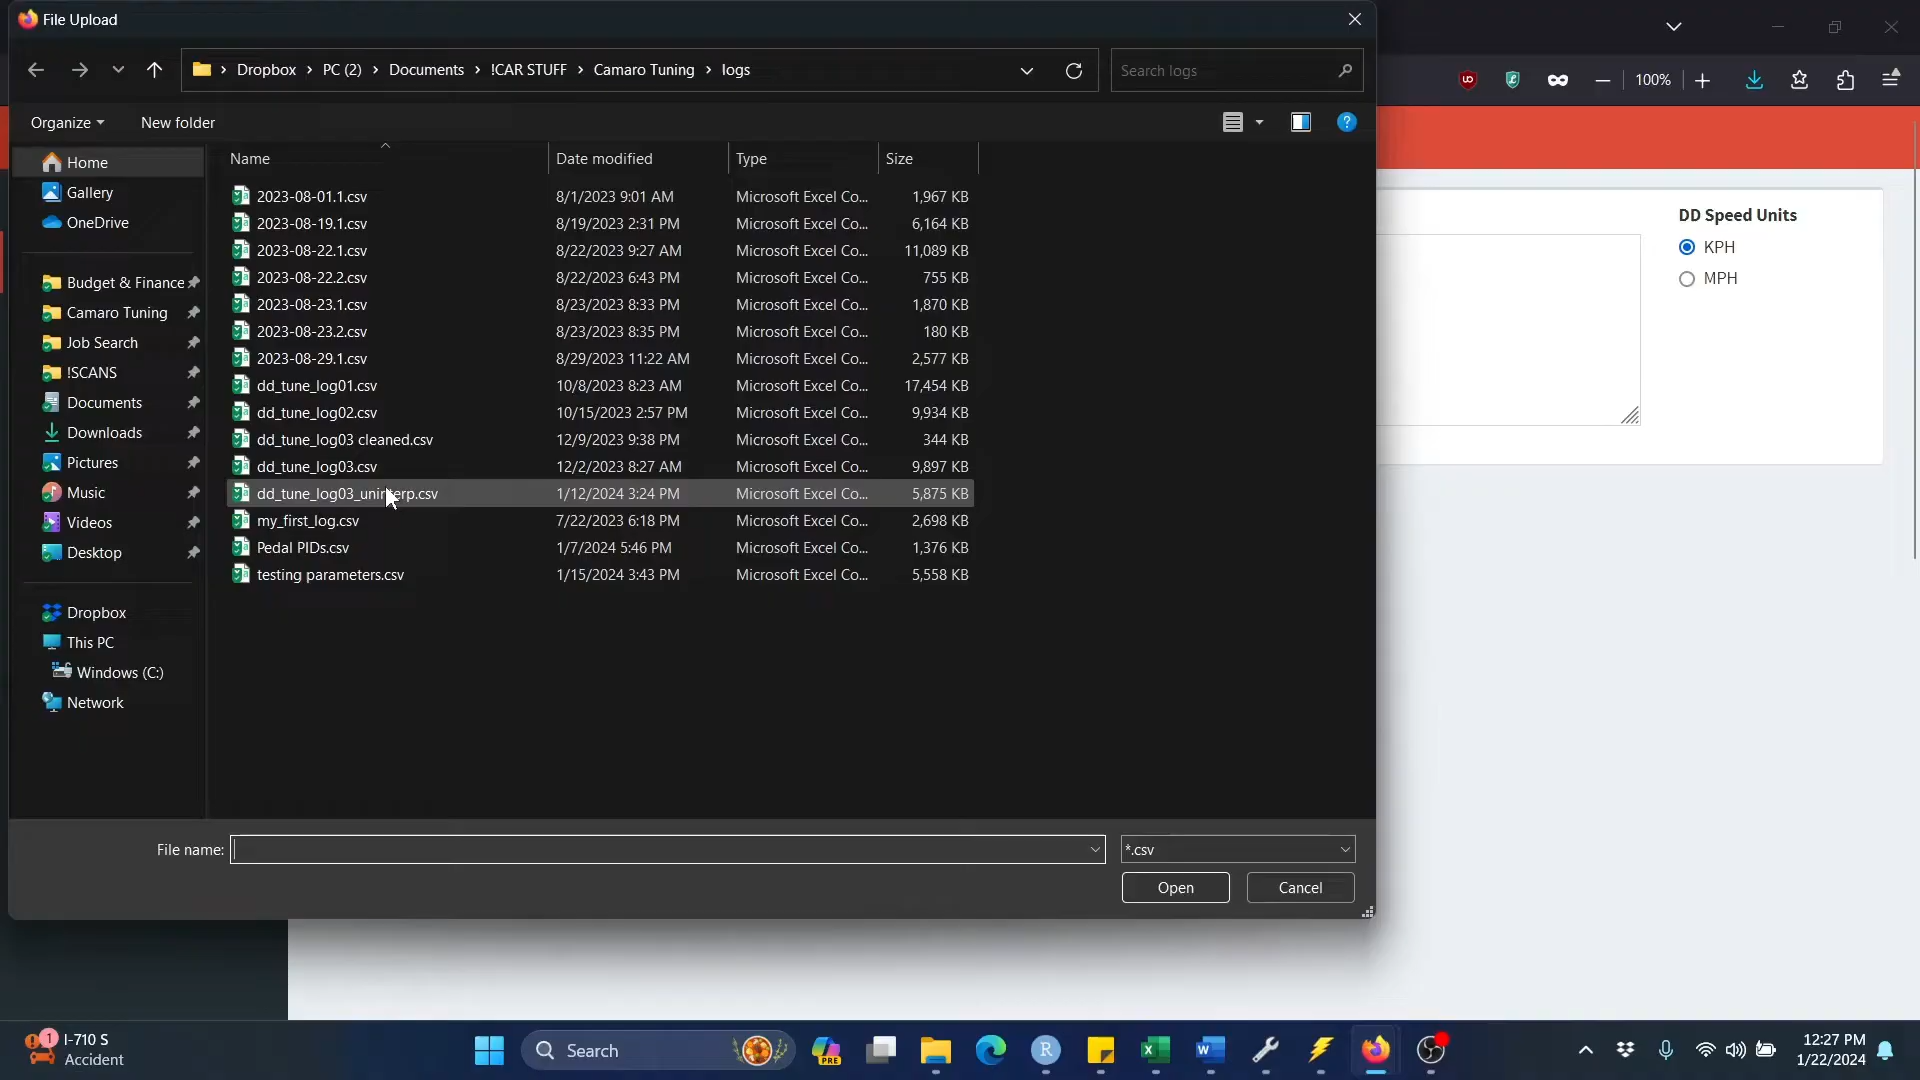 File Upload
Dropbox > PC (2) > Documents > !CAR STUFF > Camaro Tuning > logs
Search logs
100%
Organize
New folder
Name Date modified Type Size
Home
Gallery
OneDrive
Budget & Finance
Camaro Tuning
Job Search
!SCANS
Documents
Downloads
Pictures
Music
Videos
Desktop
Dropbox
This PC
Windows (C:)
Network
2023-08-01.1.csv 8/1/2023 9:01 AM Microsoft Excel Co... 1,967 KB
2023-08-19.1.csv 8/19/2023 2:31 PM Microsoft Excel Co... 6,164 KB
2023-08-22.1.csv 8/22/2023 9:27 AM Microsoft Excel Co... 11,089 KB
2023-08-22.2.csv 8/22/2023 6:43 PM Microsoft Excel Co... 755 KB
2023-08-23.1.csv 8/23/2023 8:33 PM Microsoft Excel Co... 1,870 KB
2023-08-23.2.csv 8/23/2023 8:35 PM Microsoft Excel Co... 180 KB
2023-08-29.1.csv 8/29/2023 11:22 AM Microsoft Excel Co... 2,577 KB
dd_tune_log01.csv 10/8/2023 8:23 AM Microsoft Excel Co... 17,454 KB
dd_tune_log02.csv 10/15/2023 2:57 PM Microsoft Excel Co... 9,934 KB
dd_tune_log03 cleaned.csv 12/9/2023 9:38 PM Microsoft Excel Co... 344 KB
dd_tune_log03.csv 12/2/2023 8:27 AM Microsoft Excel Co... 9,897 KB
dd_tune_log03_uninterp.csv 1/12/2024 3:24 PM Microsoft Excel Co... 5,875 KB
my_first_log.csv 7/22/2023 6:18 PM Microsoft Excel Co... 2,698 KB
Pedal PIDs.csv 1/7/2024 5:46 PM Microsoft Excel Co... 1,376 KB
testing parameters.csv 1/15/2024 3:43 PM Microsoft Excel Co... 5,558 KB
DD Speed Units
KPH
MPH
File name:
*.csv
Open
Cancel
1
I-710 S
Accident
Search
PRE
12:27 PM
1/22/2024